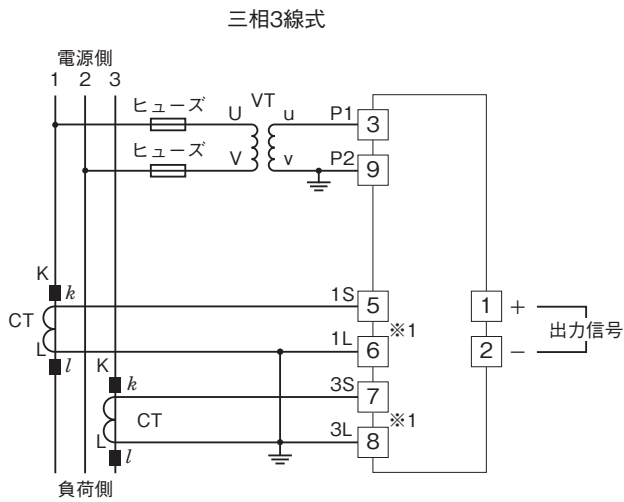 三相3線式
電源側
1 2 3
ヒューズ U VT u P1 3
ヒューズ V v P2 9
K k 1S 5 1 + 
CT ※1 出力信号
L l 1L 6 2 −
K k 3S 7
CT ※1
L l 3L 8
負荷側